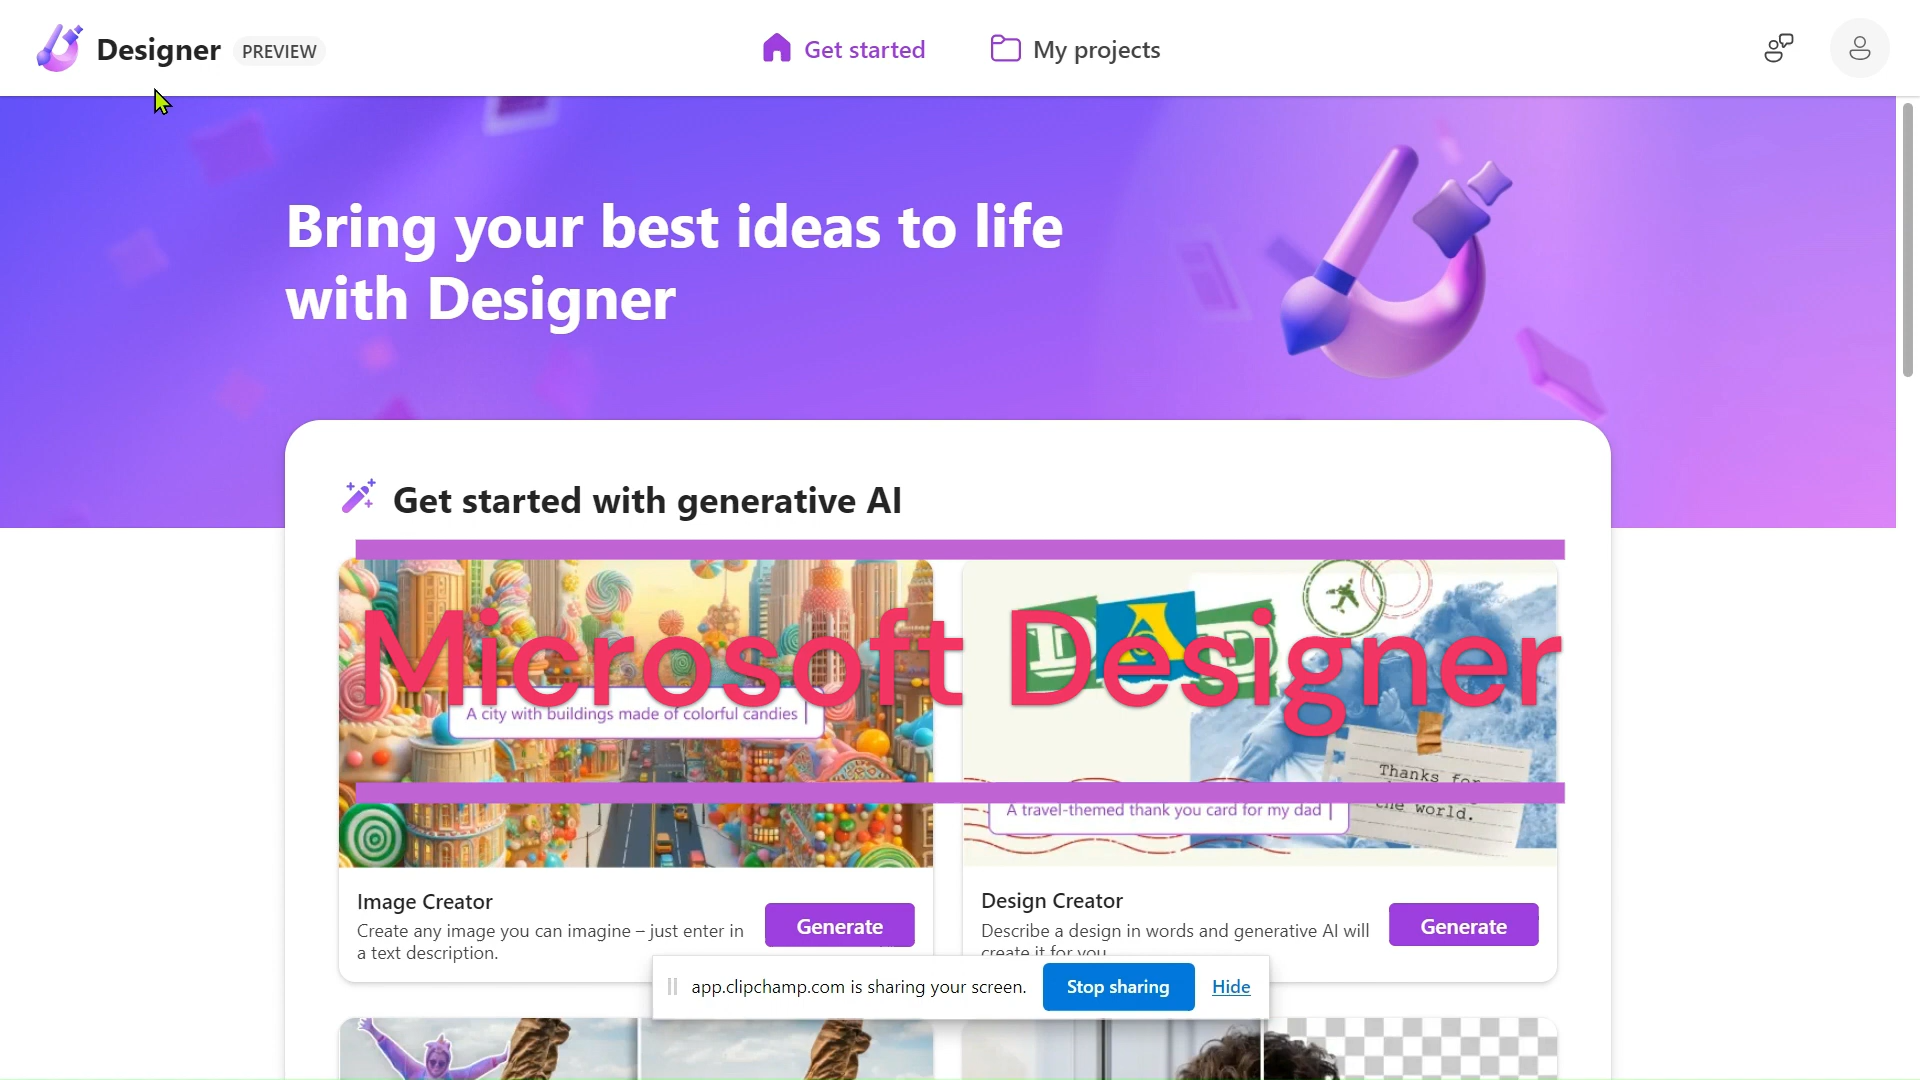 Designer PREVIEW
Get started
My projects
Bring your best ideas to life
with Designer
Get started with generative AI
Microsoft Designer
A city with buildings made of colorful candies
DAD
Thanks for
the world.
A travel-themed thank you card for my dad
Image Creator
Create any image you can imagine – just enter in
a text description.
Generate
Design Creator
Describe a design in words and generative AI will
create it for you
Generate
app.clipchamp.com is sharing your screen.
Stop sharing
Hide